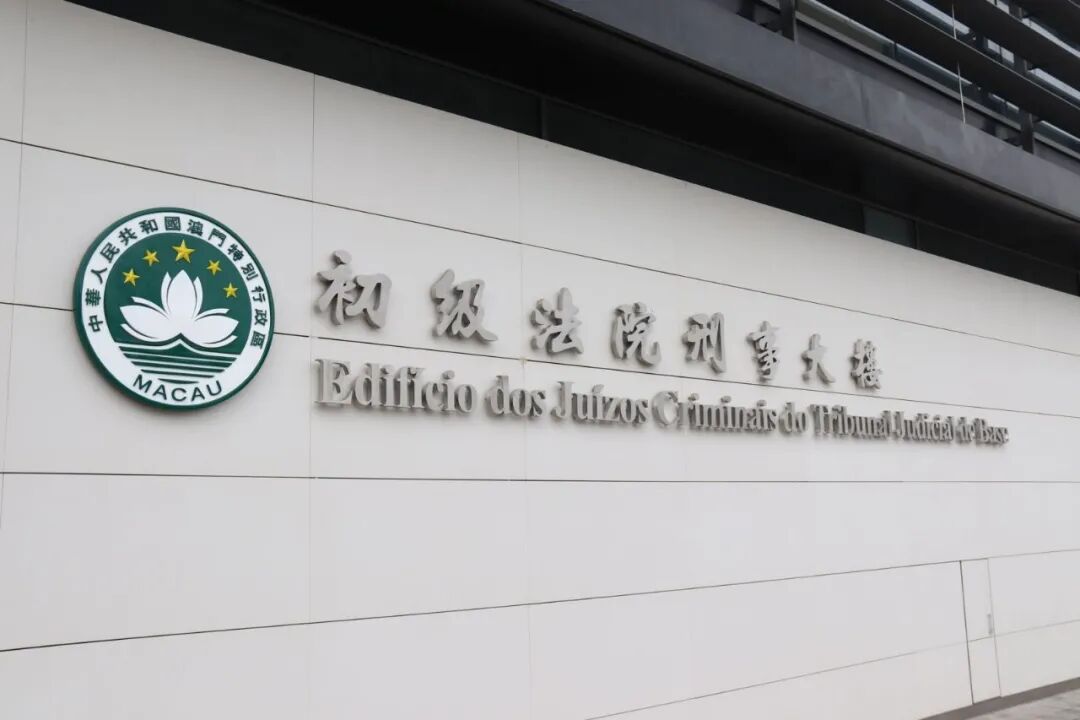 中華人民共和國澳門特別行政區
MACAU
初級法院刑事大樓
Edifício dos Juízos Criminais do Tribunal Judicial de Base